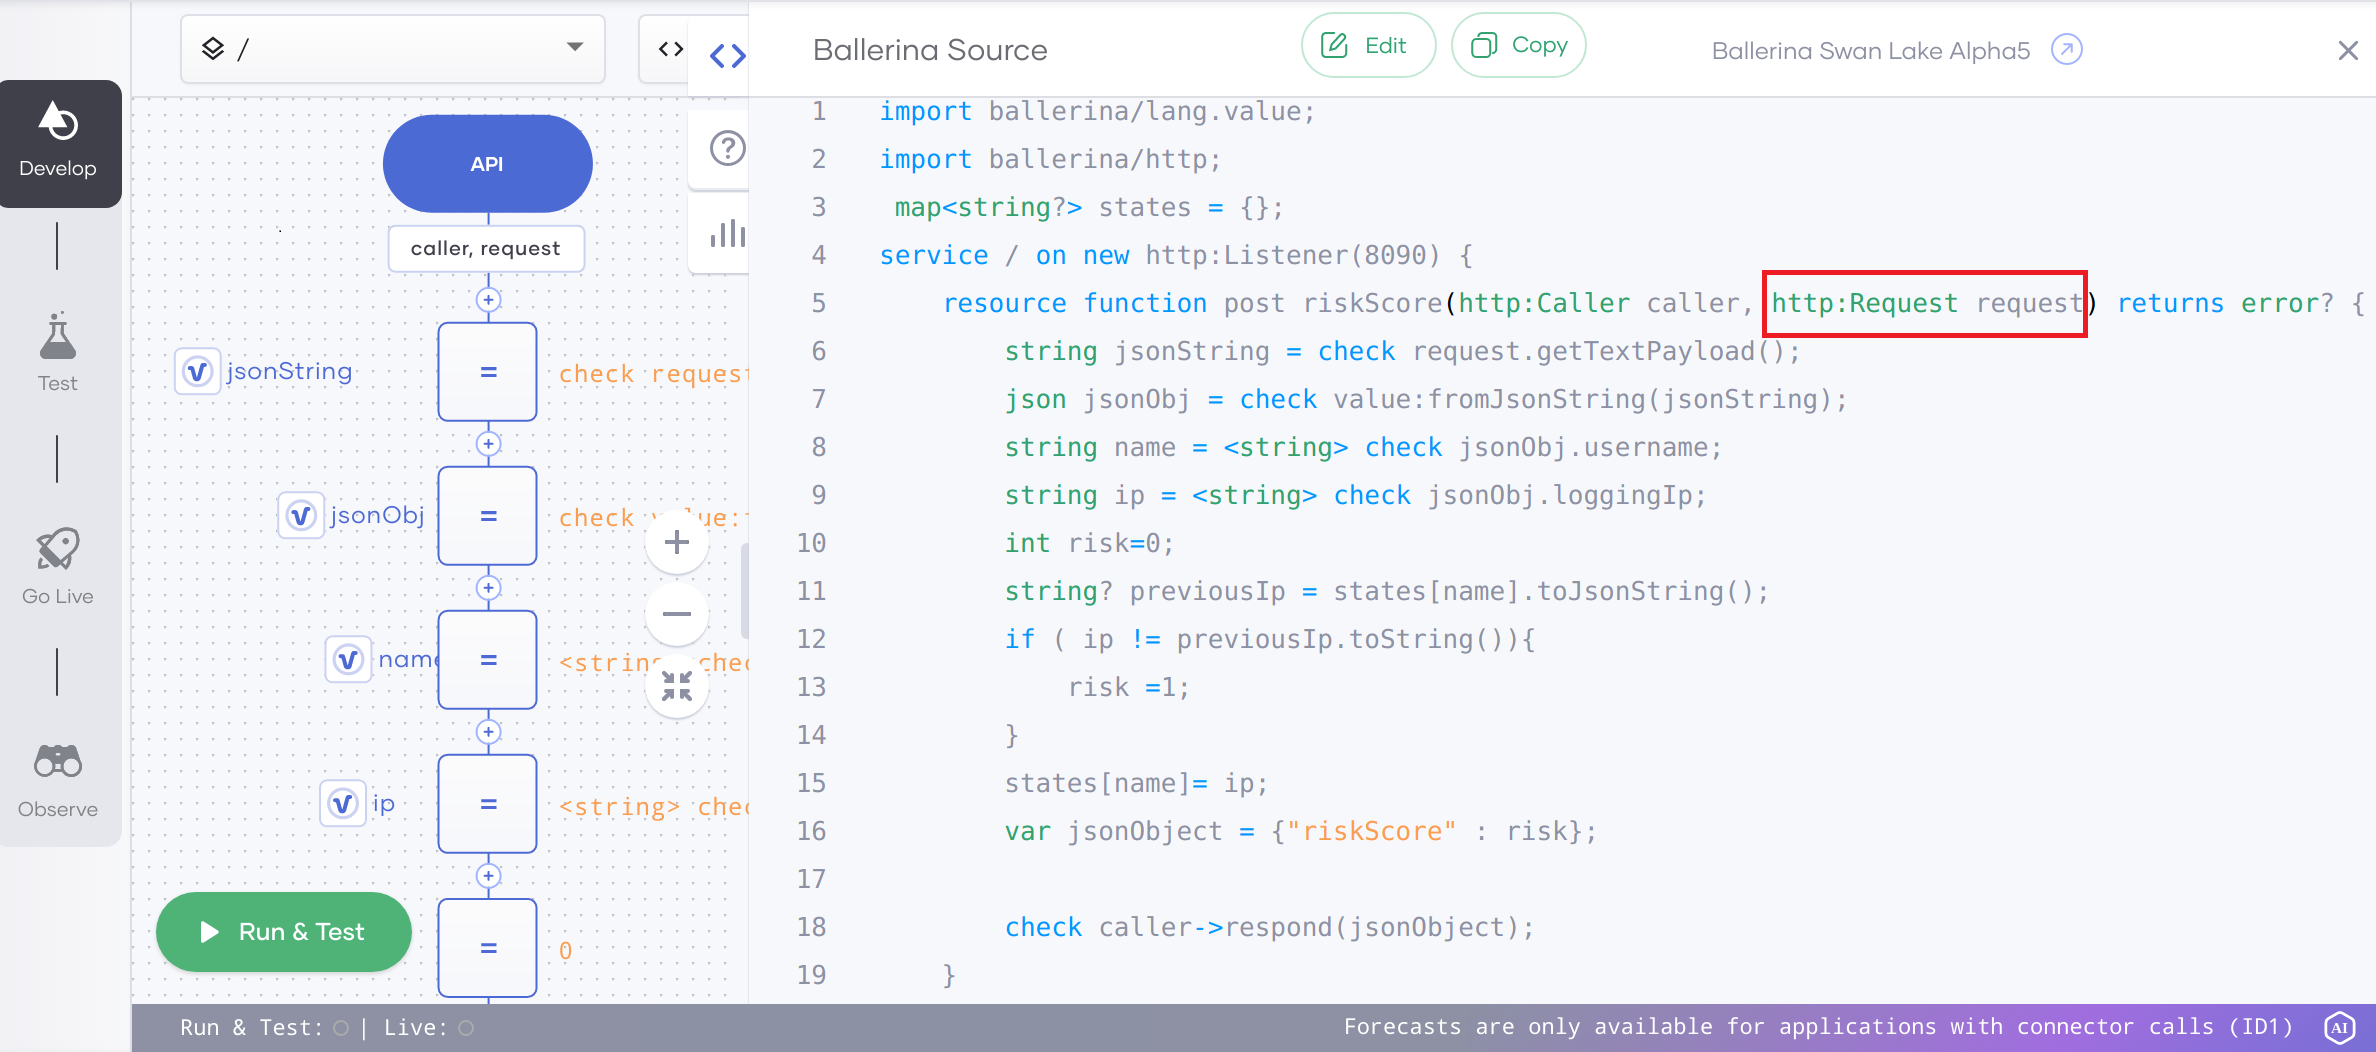 Develop
Test
Go Live
Observe
/
API
caller, request
jsonString
=
check request
jsonObj
=
check value:
name
=
<string> chec
ip
=
<string> chec
=
0
Run & Test
Ballerina Source
Edit
Copy
Ballerina Swan Lake Alpha5
1 import ballerina/lang.value;
2 import ballerina/http;
3 map<string?> states = {};
4 service / on new http:Listener(8090) {
5 resource function post riskScore(http:Caller caller, http:Request request) returns error? {
6 string jsonString = check request.getTextPayload();
7 json jsonObj = check value:fromJsonString(jsonString);
8 string name = <string> check jsonObj.username;
9 string ip = <string> check jsonObj.loggingIp;
10 int risk=0;
11 string? previousIp = states[name].toJsonString();
12 if ( ip != previousIp.toString()){
13 risk =1;
14 }
15 states[name]= ip;
16 var jsonObject = {"riskScore" : risk};
17
18 check caller->respond(jsonObject);
19 }
Run & Test: | Live:
Forecasts are only available for applications with connector calls (ID1)
AI